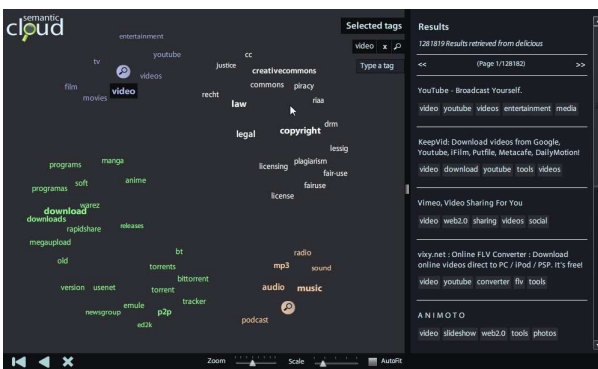 semantic
cloud
entertainment
tv
youtube
videos
film
movies
video
cc
justice
creativecommons
commons
piracy
recht
riaa
law
legal
copyright
drm
lessig
licensing
plagiarism
fair-use
fairuse
license
programs
manga
programas
soft
anime
warez
download
downloads
rapidshare
releases
megaupload
old
bt
torrents
bittorrent
version
usenet
torrent
tracker
emule
newsgroup
p2p
ed2k
radio
mp3
sound
audio
music
podcast
Zoom
Scale
AutoFit
Selected tags
video x
Type a tag
Results
1281819 Results retrieved from delicious
<< (Page 1/128182) >>
YouTube - Broadcast Yourself.
video youtube videos entertainment media
KeepVid: Download videos from Google,
Youtube, iFilm, Putfile, Metacafe, DailyMotion!
video download youtube tools videos
Vimeo, Video Sharing For You
video web2.0 sharing videos social
vixy.net : Online FLV Converter : Download
online videos direct to PC / iPod / PSP. It's free!
video youtube converter flv tools
A N I M O T O
video slideshow web2.0 tools photos